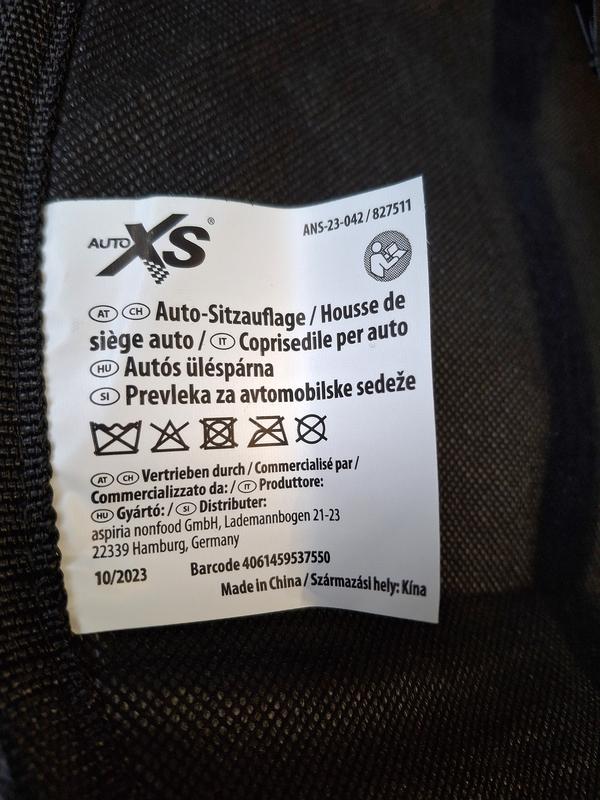 AUTO XS®
ANS-23-042 / 827511
AT CH Auto-Sitzauflage / Housse de
siège auto / IT Coprisedile per auto
HU Autós üléspárna
SI Prevleka za avtomobilske sedeže
AT CH Vertrieben durch / Commercialisé par /
Commercializzato da: / IT Produttore:
HU Gyártó: / SI Distributer:
aspiria nonfood GmbH, Lademannbogen 21-23
22339 Hamburg, Germany
10/2023 Barcode 4061459537550
Made in China / Származási hely: Kína